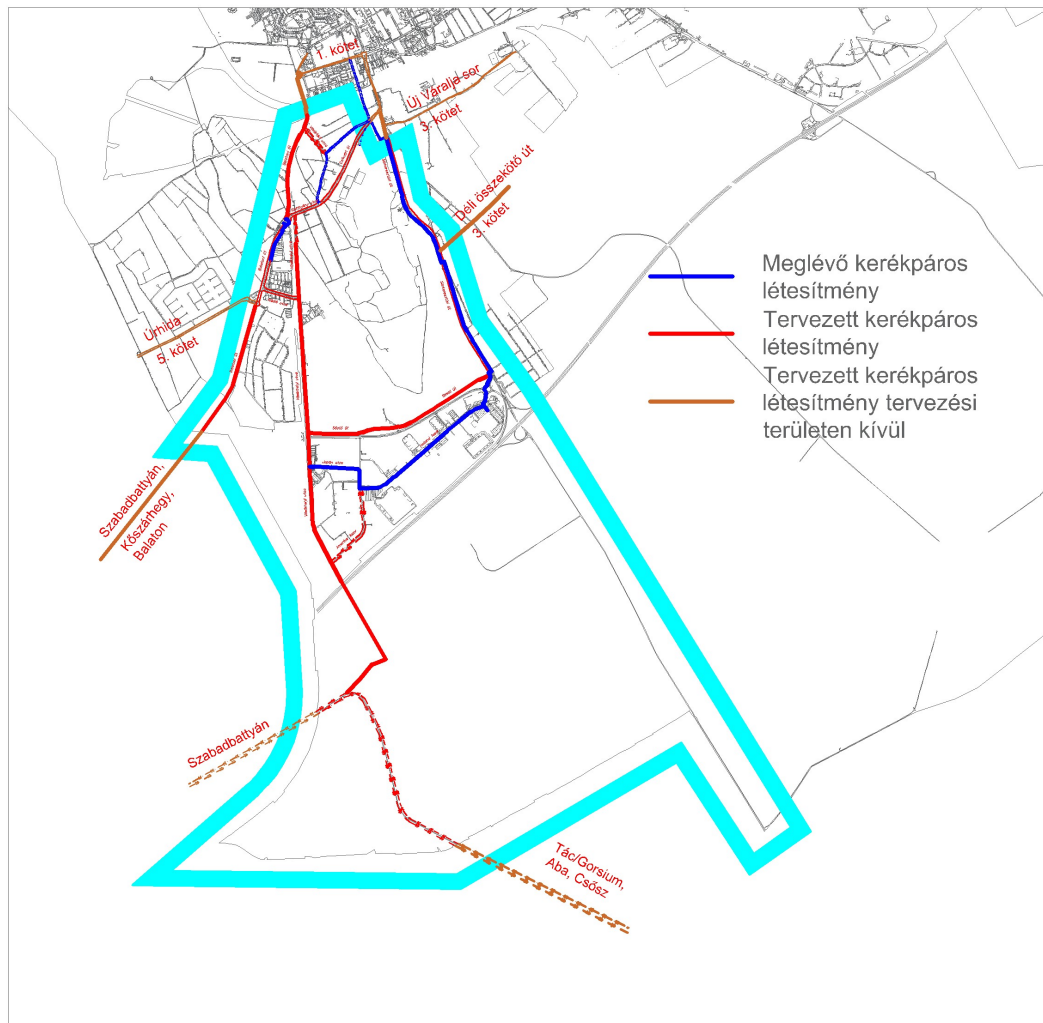 1. kötet
Új Váralja sor
3. kötet
Déli összekötő út
3. kötet
Meglévő kerékpáros
létesítmény
Tervezett kerékpáros
létesítmény
Tervezett kerékpáros
létesítmény tervezési
területen kívül
Úrhida
5. kötet
Szabadbattyán,
Kőszárhegy,
Balaton
Szabadbattyán
Tác/Gorsium,
Aba, Csősz